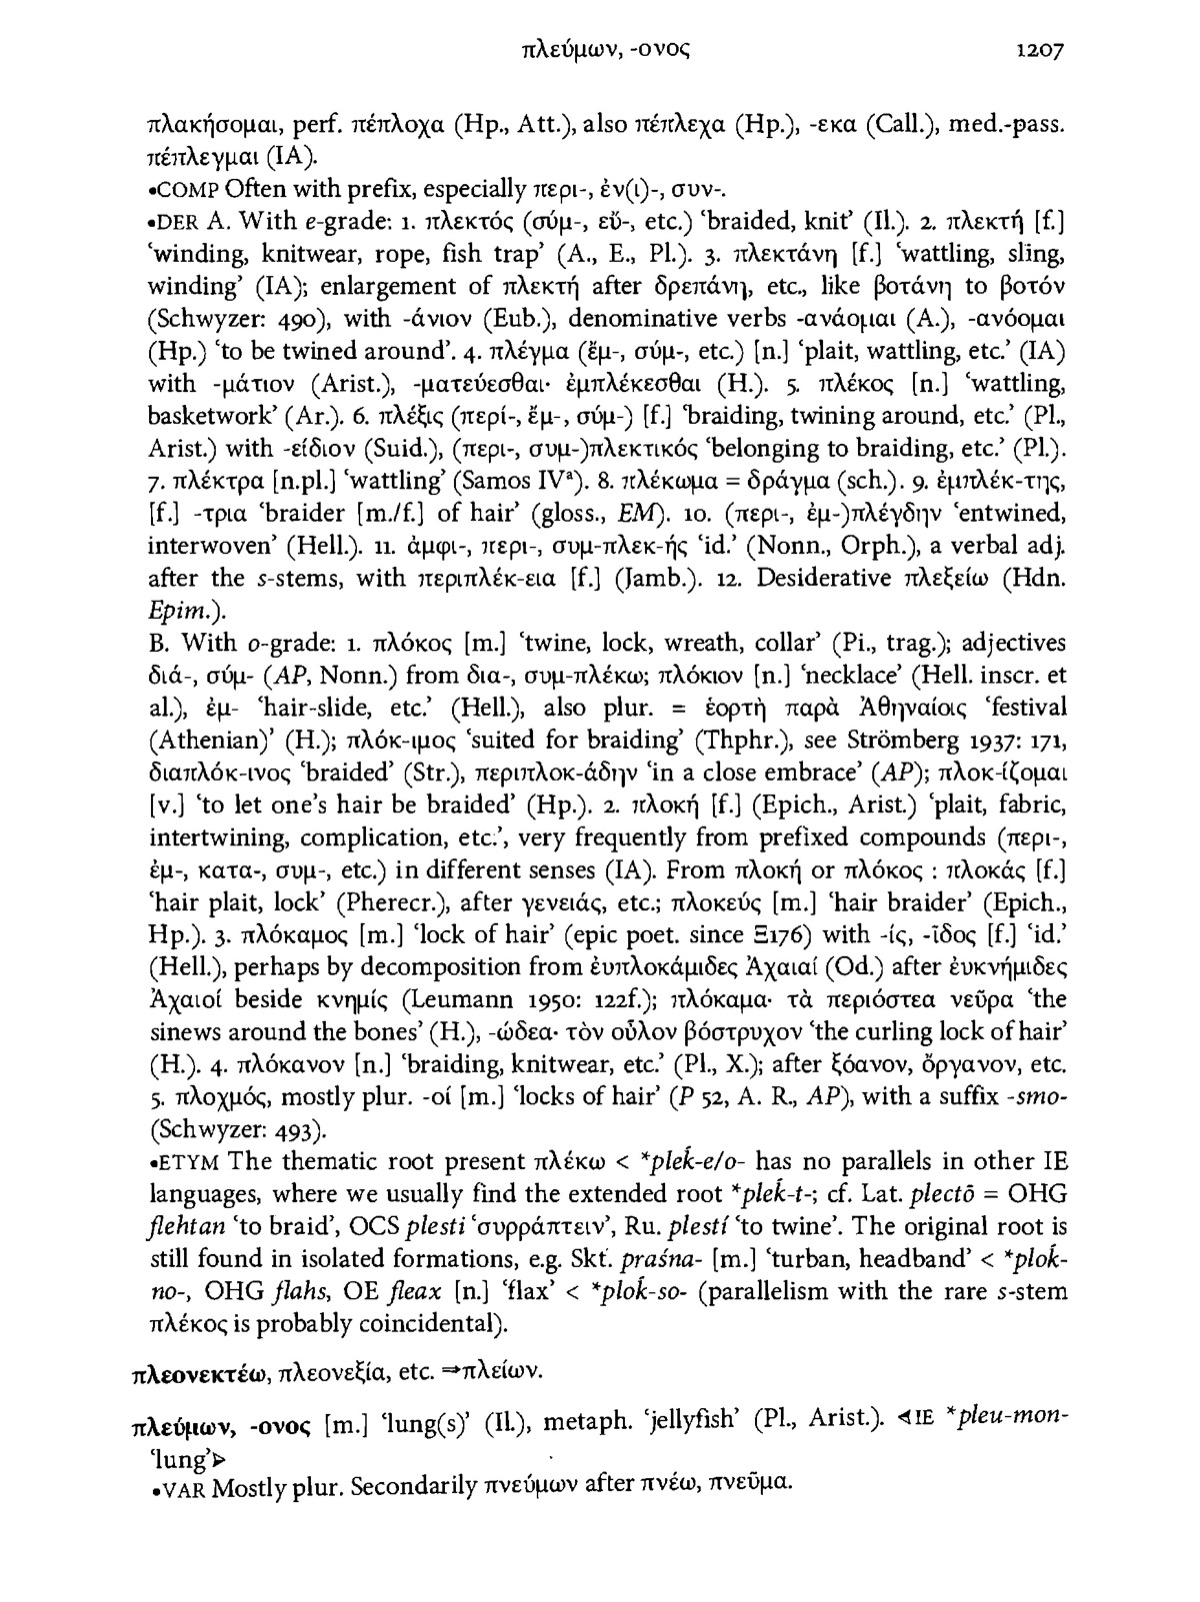 πλεύμων, -ονος 1207
πλακήσομαι, perf. πέπλοχα (Hp., Att.), also πέπλεχα (Hp.), -εκα (Call.), med.-pass.
πέπλεγμαι (IA).
•COMP Often with prefix, especially περι-, ἐν(ι)-, συν-.
•DER A. With e-grade: 1. πλεκτός (σύμ-, εὔ-, etc.) ‘braided, knit’ (Il.). 2. πλεκτή [f.]
‘winding, knitwear, rope, fish trap’ (A., E., Pl.). 3. πλεκτάνη [f.] ‘wattling, sling,
winding’ (IA); enlargement of πλεκτή after δρεπάνη, etc., like βοτάνη to βοτόν
(Schwyzer: 490), with -άνιον (Eub.), denominative verbs -ανάομαι (A.), -ανόομαι
(Hp.) ‘to be twined around’. 4. πλέγμα (ἔμ-, σύμ-, etc.) [n.] ‘plait, wattling, etc.’ (IA)
with -μάτιον (Arist.), -ματεύεσθαι· ἐμπλέκεσθαι (H.). 5. πλέκος [n.] ‘wattling,
basketwork’ (Ar.). 6. πλέξις (περί-, ἔμ-, σύμ-) [f.] ‘braiding, twining around, etc.’ (Pl.,
Arist.) with -είδιον (Suid.), (περι-, συμ-)πλεκτικός ‘belonging to braiding, etc.’ (Pl.).
7. πλέκτρα [n.pl.] ‘wattling’ (Samos IVᵃ). 8. πλέκωμα = δράγμα (sch.). 9. ἐμπλέκ-της,
[f.] -τρια ‘braider [m./f.] of hair’ (gloss., EM). 10. (περι-, ἐμ-)πλέγδην ‘entwined,
interwoven’ (Hell.). 11. ἀμφι-, περι-, συμ-πλεκ-ής ‘id.’ (Nonn., Orph.), a verbal adj.
after the s-stems, with περιπλέκ-εια [f.] (Jamb.). 12. Desiderative πλεξείω (Hdn.
Epim.).
B. With o-grade: 1. πλόκος [m.] ‘twine, lock, wreath, collar’ (Pi., trag.); adjectives
διά-, σύμ- (AP, Nonn.) from δια-, συμ-πλέκω; πλόκιον [n.] ‘necklace’ (Hell. inscr. et
al.), ἐμ- ‘hair-slide, etc.’ (Hell.), also plur. = ἑορτὴ παρὰ Ἀθηναίοις ‘festival
(Athenian)’ (H.); πλόκ-ιμος ‘suited for braiding’ (Thphr.), see Strömberg 1937: 171,
διαπλόκ-ινος ‘braided’ (Str.), περιπλοκ-άδην ‘in a close embrace’ (AP); πλοκ-ίζομαι
[v.] ‘to let one’s hair be braided’ (Hp.). 2. πλοκή [f.] (Epich., Arist.) ‘plait, fabric,
intertwining, complication, etc.’, very frequently from prefixed compounds (περι-,
ἐμ-, κατα-, συμ-, etc.) in different senses (IA). From πλοκή or πλόκος : πλοκάς [f.]
‘hair plait, lock’ (Pherecr.), after γενειάς, etc.; πλοκεύς [m.] ‘hair braider’ (Epich.,
Hp.). 3. πλόκαμος [m.] ‘lock of hair’ (epic poet. since Ξ176) with -ίς, -ῖδος [f.] ‘id.’
(Hell.), perhaps by decomposition from ἐυπλοκάμιδες Ἀχαιαί (Od.) after ἐυκνήμιδες
Ἀχαιοί beside κνημίς (Leumann 1950: 122f.); πλόκαμα· τὰ περιόστεα νεῦρα ‘the
sinews around the bones’ (H.), -ώδεα· τὸν οὖλον βόστρυχον ‘the curling lock of hair’
(H.). 4. πλόκανον [n.] ‘braiding, knitwear, etc.’ (Pl., X.); after ξόανον, ὄργανον, etc.
5. πλοχμός, mostly plur. -οί [m.] ‘locks of hair’ (P 52, A. R., AP), with a suffix -smo-
(Schwyzer: 493).
•ETYM The thematic root present πλέκω < *pleḱ-e/o- has no parallels in other IE
languages, where we usually find the extended root *pleḱ-t-; cf. Lat. plectō = OHG
flehtan ‘to braid’, OCS plesti ‘συρράπτειν’, Ru. plestí ‘to twine’. The original root is
still found in isolated formations, e.g. Skt. praśna- [m.] ‘turban, headband’ < *ploḱ-
no-, OHG flahs, OE fleax [n.] ‘flax’ < *ploḱ-so- (parallelism with the rare s-stem
πλέκος is probably coincidental).
πλεονεκτέω, πλεονεξία, etc. ⇒πλείων.
πλεύμων, -ονος [m.] ‘lung(s)’ (Il.), metaph. ‘jellyfish’ (Pl., Arist.). ⊲IE *pleu-mon-
‘lung’⊳
•VAR Mostly plur. Secondarily πνεύμων after πνέω, πνεῦμα.